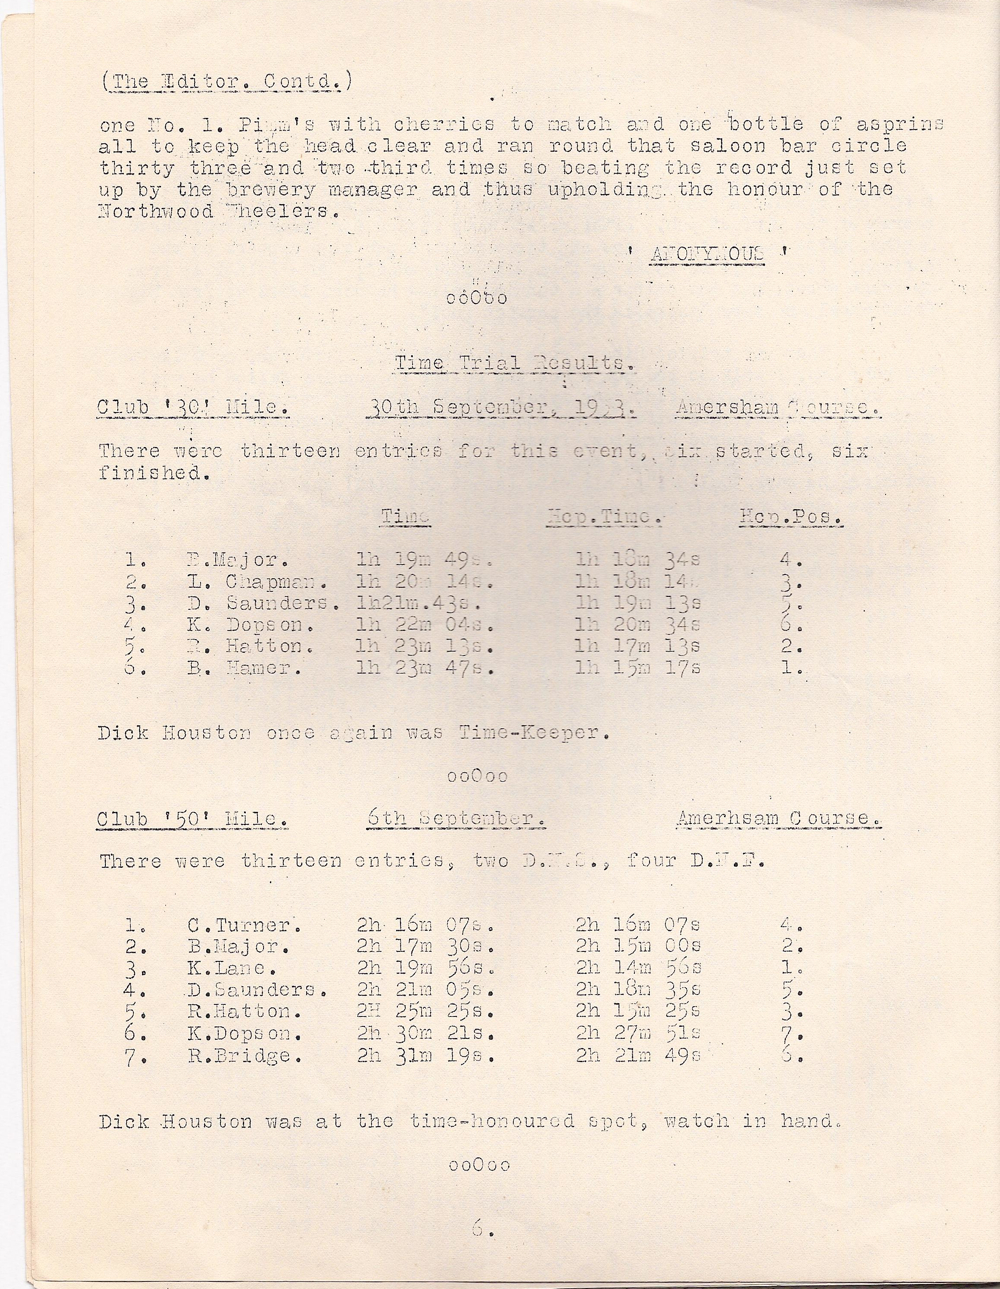 (The Editor. Contd.)
one No. 1. Pimm's with cherries to match and one bottle of asprins
all to keep the head clear and ran round that saloon bar circle
thirty three and two-third times so beating the record just set
up by the brewery manager and thus upholding the honour of the
Northwood Wheelers.
' ANONYMOUS '
ooOoo
Time Trial Results.
Club '30' Mile. 30th September, Amersham Course.
There were thirteen entries for this event, six started, six
finished.
Time Hcp.Time. Hcp.Pos.
1. B.Major. 1h 19m 49s. 1h 18m 34s 4.
2. L. Chapman. 1h 20m 14s. 1h 18m 14s 3.
3. D. Saunders. 1h21m.43s. 1h 19m 13s 5.
4. K. Dopson. 1h 22m 04s. 1h 20m 34s 6.
5. R. Hatton. 1h 23m 13s. 1h 17m 13s 2.
6. B. Hamer. 1h 23m 47s. 1h 15m 17s 1.
Dick Houston once again was Time-Keeper.
ooOoo
Club '50' Mile. 6th September. Amerhsam Course.
There were thirteen entries, two D.N.S., four D.N.F.
1. C.Turner. 2h 16m 07s. 2h 16m 07s 4.
2. B.Major. 2h 17m 30s. 2h 15m 00s 2.
3. K.Lane. 2h 19m 56s. 2h 14m 56s 1.
4. D.Saunders. 2h 21m 05s. 2h 18m 35s 5.
5. R.Hatton. 2H 25m 25s. 2h 15m 25s 3.
6. K.Dopson. 2h 30m 21s. 2h 27m 51s 7.
7. R.Bridge. 2h 31m 19s. 2h 21m 49s 6.
Dick Houston was at the time-honoured spot, watch in hand.
ooOoo
6.